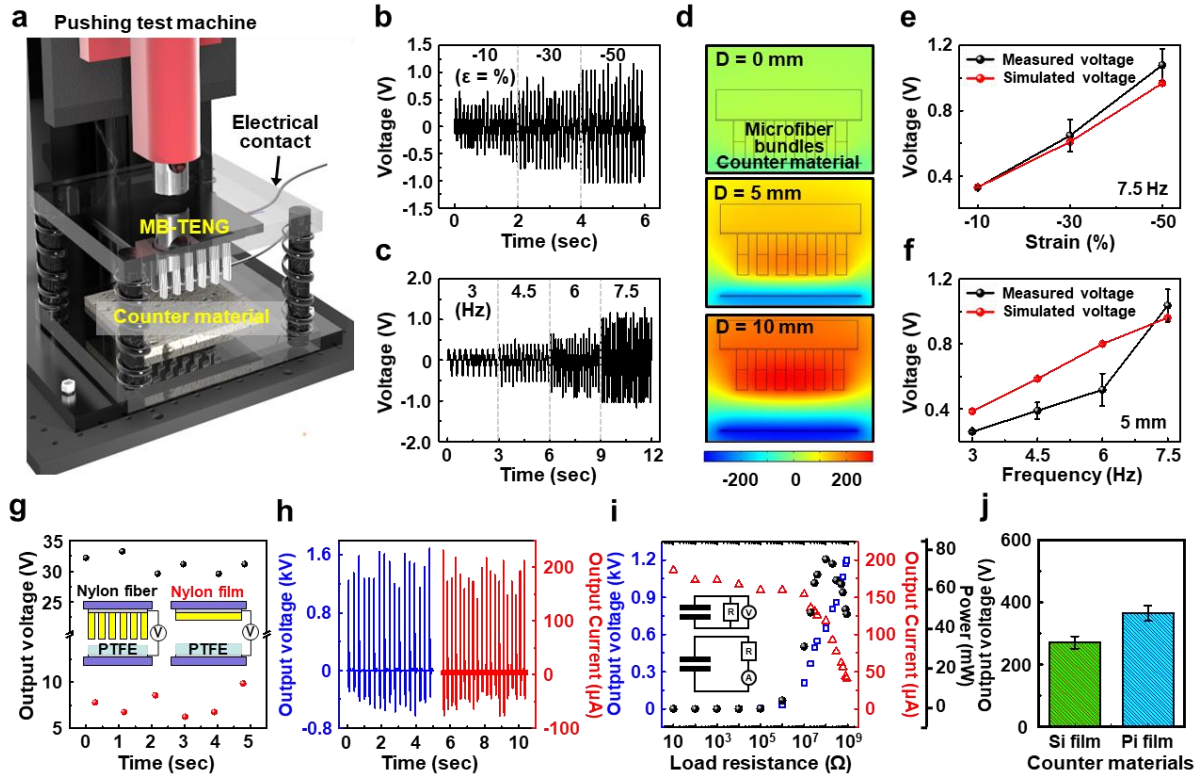 a
Pushing test machine
Electrical
contact
MB-TENG
Counter material
b
Voltage (V)
1.5
1.0
0.5
0
-0.5
-1.0
-1.5
-10 -30 -50
(ε = %)
0 2 4 6
Time (sec)
c
Voltage (V)
2.0
1.0
0
-1.0
-2.0
3 4.5 6 7.5
(Hz)
0 3 6 9 12
Time (sec)
d
D = 0 mm
Microfiber
bundles
Counter material
D = 5 mm
D = 10 mm
-200 0 200
e
Voltage (V)
1.2
0.8
0.4
Measured voltage
Simulated voltage
7.5 Hz
-10 -30 -50
Strain (%)
f
Voltage (V)
1.2
0.8
0.4
Measured voltage
Simulated voltage
5 mm
3 4.5 6 7.5
Frequency (Hz)
g
Output voltage (V)
35
30
25
10
5
Nylon fiber Nylon film
V V
PTFE PTFE
0 1 2 3 4 5
Time (sec)
h
Output voltage (kV)
1.6
0.8
0
-0.8
Output Current (μA)
200
100
0
-100
0 5 0 5 10
Time (sec)
i
Output voltage (kV)
1.2
0.9
0.6
0.3
0
R V
R
A
Output Current (μA)
200
150
100
50
0
Power (mW)
80
60
40
20
0
10 10³ 10⁵ 10⁷ 10⁹
Load resistance (Ω)
j
Output voltage (V)
600
400
200
0
Si film Pi film
Counter materials